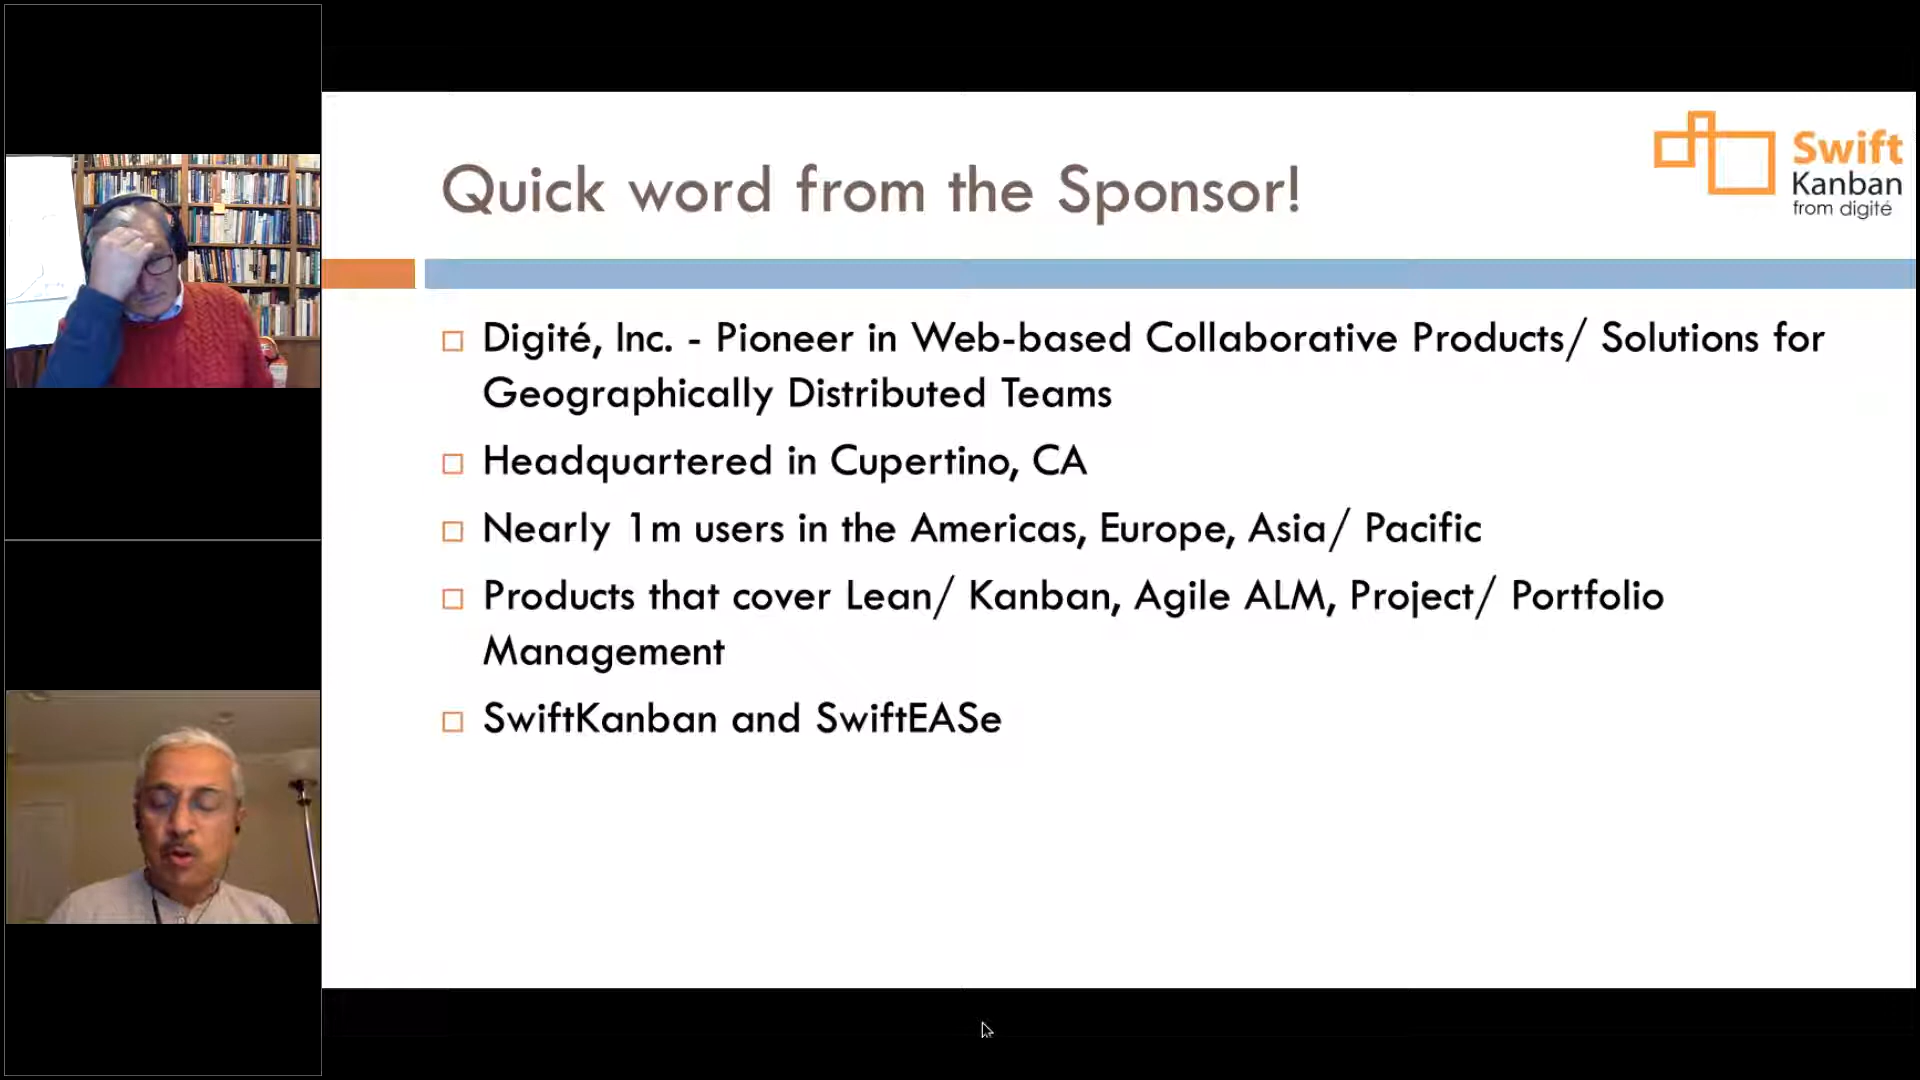 Quick word from the Sponsor!
Swift
Kanban
from digité
Digité, Inc. - Pioneer in Web-based Collaborative Products/ Solutions for
Geographically Distributed Teams
Headquartered in Cupertino, CA
Nearly 1m users in the Americas, Europe, Asia/ Pacific
Products that cover Lean/ Kanban, Agile ALM, Project/ Portfolio
Management
SwiftKanban and SwiftEASe